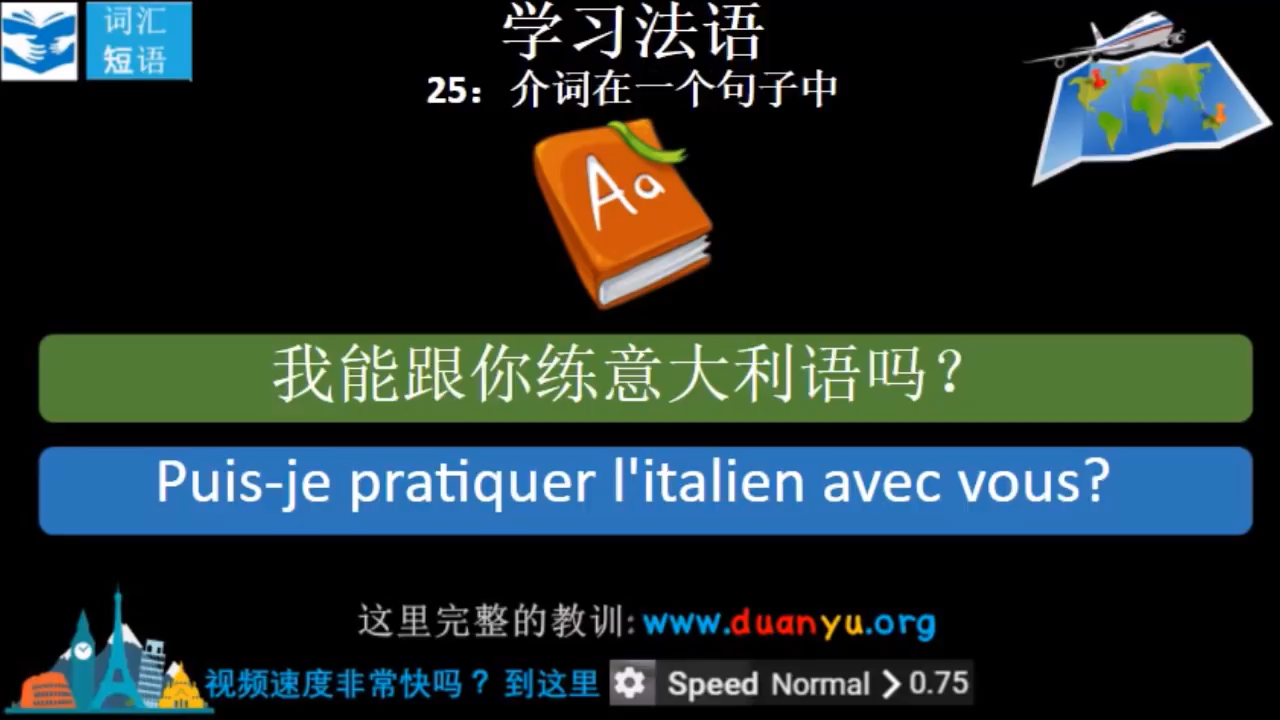 词汇
短语
学习法语
25：介词在一个句子中
Aa
我能跟你练意大利语吗？
Puis-je pratiquer l'italien avec vous?
这里完整的教训: www.duanyu.org
视频速度非常快吗？ 到这里 Speed Normal > 0.75